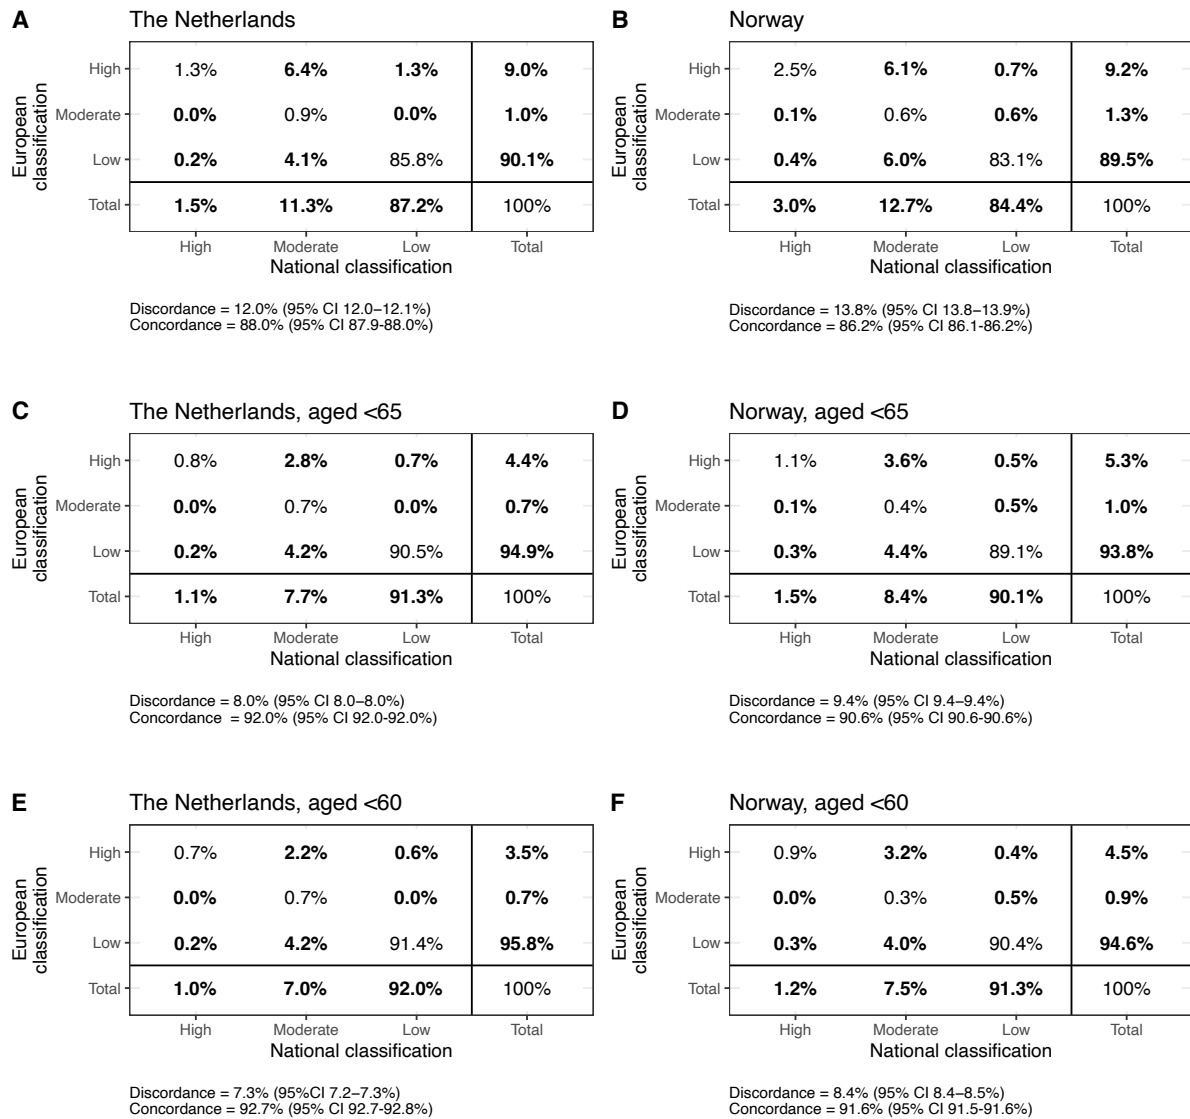 A The Netherlands
High 1.3% 6.4% 1.3% 9.0%
Moderate 0.0% 0.9% 0.0% 1.0%
Low 0.2% 4.1% 85.8% 90.1%
Total 1.5% 11.3% 87.2% 100%
High Moderate Low Total
National classification
European
classification
Discordance = 12.0% (95% CI 12.0–12.1%)
Concordance = 88.0% (95% CI 87.9-88.0%)
B Norway
High 2.5% 6.1% 0.7% 9.2%
Moderate 0.1% 0.6% 0.6% 1.3%
Low 0.4% 6.0% 83.1% 89.5%
Total 3.0% 12.7% 84.4% 100%
High Moderate Low Total
National classification
European
classification
Discordance = 13.8% (95% CI 13.8–13.9%)
Concordance = 86.2% (95% CI 86.1-86.2%)
C The Netherlands, aged <65
High 0.8% 2.8% 0.7% 4.4%
Moderate 0.0% 0.7% 0.0% 0.7%
Low 0.2% 4.2% 90.5% 94.9%
Total 1.1% 7.7% 91.3% 100%
High Moderate Low Total
National classification
European
classification
Discordance = 8.0% (95% CI 8.0–8.0%)
Concordance = 92.0% (95% CI 92.0-92.0%)
D Norway, aged <65
High 1.1% 3.6% 0.5% 5.3%
Moderate 0.1% 0.4% 0.5% 1.0%
Low 0.3% 4.4% 89.1% 93.8%
Total 1.5% 8.4% 90.1% 100%
High Moderate Low Total
National classification
European
classification
Discordance = 9.4% (95% CI 9.4–9.4%)
Concordance = 90.6% (95% CI 90.6-90.6%)
E The Netherlands, aged <60
High 0.7% 2.2% 0.6% 3.5%
Moderate 0.0% 0.7% 0.0% 0.7%
Low 0.2% 4.2% 91.4% 95.8%
Total 1.0% 7.0% 92.0% 100%
High Moderate Low Total
National classification
European
classification
Discordance = 7.3% (95%CI 7.2–7.3%)
Concordance = 92.7% (95% CI 92.7-92.8%)
F Norway, aged <60
High 0.9% 3.2% 0.4% 4.5%
Moderate 0.0% 0.3% 0.5% 0.9%
Low 0.3% 4.0% 90.4% 94.6%
Total 1.2% 7.5% 91.3% 100%
High Moderate Low Total
National classification
European
classification
Discordance = 8.4% (95% CI 8.4–8.5%)
Concordance = 91.6% (95% CI 91.5-91.6%)